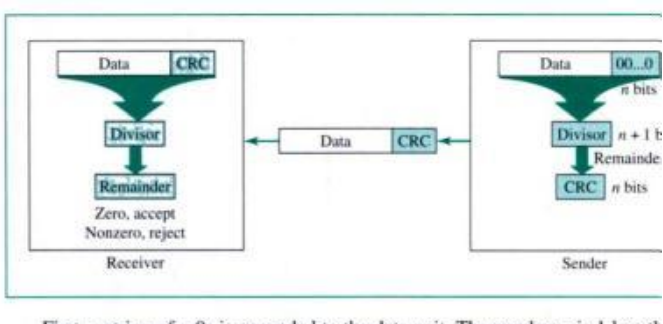 Data CRC
Divisor
Remainder
Zero, accept
Nonzero, reject
Receiver
Data CRC
Data 00...0
n bits
Divisor n + 1 b
Remainde
CRC n bits
Sender